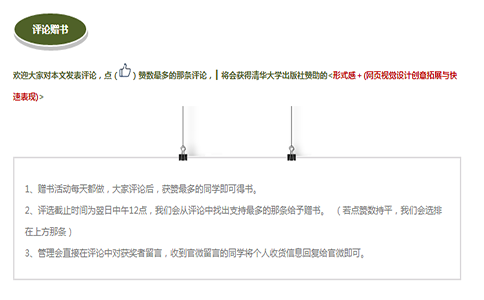 评论赠书
欢迎大家对本文发表评论，点（）赞数最多的那条评论，将会获得清华大学出版社赞助的<形式感+(网页视觉设计创意拓展与快
速表现)>
1、赠书活动每天都做，大家评论后，获赞最多的同学即可得书。
2、评选截止时间为翌日中午12点，我们会从评论中找出支持最多的那条给予赠书。（若点赞数持平，我们会选排
在上方那条）
3、管理会直接在评论中对获奖者留言，收到官微留言的同学将个人收货信息回复给官微即可。